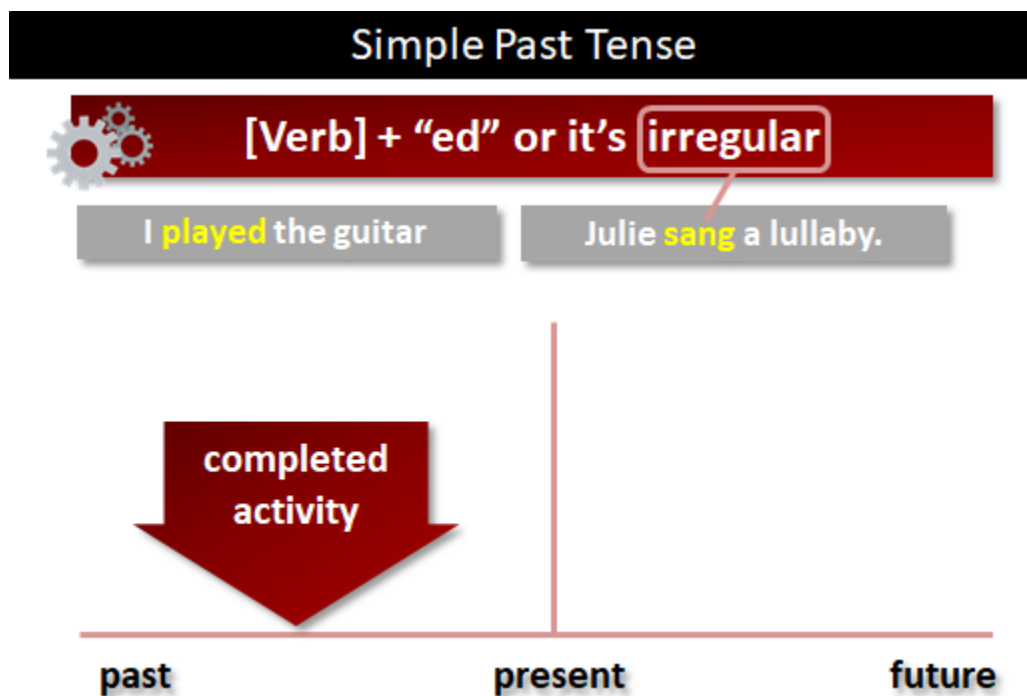 Simple Past Tense
[Verb] + “ed” or it’s irregular
I played the guitar
Julie sang a lullaby.
completed
activity
past present future